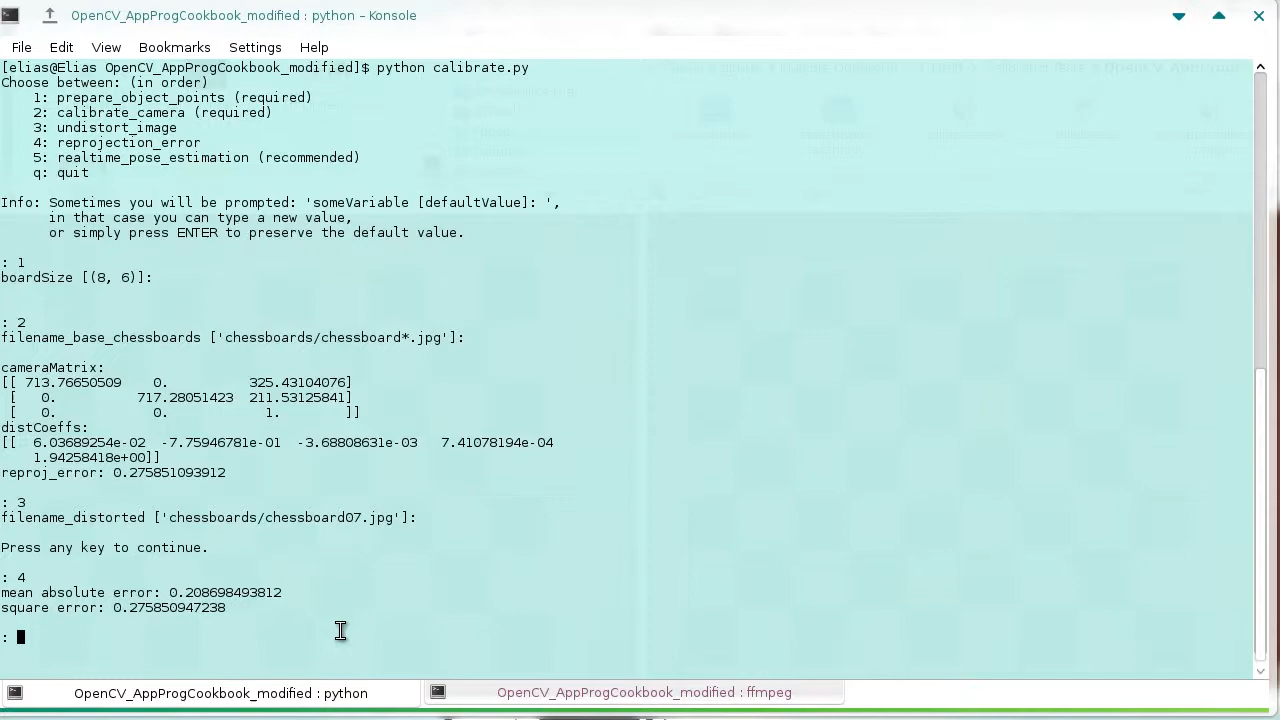 OpenCV_AppProgCookbook_modified : python – Konsole
File Edit View Bookmarks Settings Help
[elias@Elias OpenCV_AppProgCookbook_modified]$ python calibrate.py
Choose between: (in order)
    1: prepare_object_points (required)
    2: calibrate_camera (required)
    3: undistort_image
    4: reprojection_error
    5: realtime_pose_estimation (recommended)
    q: quit
Info: Sometimes you will be prompted: 'someVariable [defaultValue]: ',
      in that case you can type a new value,
      or simply press ENTER to preserve the default value.
: 1
boardSize [(8, 6)]:
: 2
filename_base_chessboards ['chessboards/chessboard*.jpg']:
cameraMatrix:
[[ 713.76650509    0.          325.43104076]
 [   0.          717.28051423  211.53125841]
 [   0.            0.            1.        ]]
distCoeffs:
[[  6.03689254e-02  -7.75946781e-01  -3.68808631e-03   7.41078194e-04
    1.94258418e+00]]
reproj_error: 0.275851093912
: 3
filename_distorted ['chessboards/chessboard07.jpg']:
Press any key to continue.
: 4
mean absolute error: 0.208698493812
square error: 0.275850947238
:
OpenCV_AppProgCookbook_modified : python
OpenCV_AppProgCookbook_modified : ffmpeg